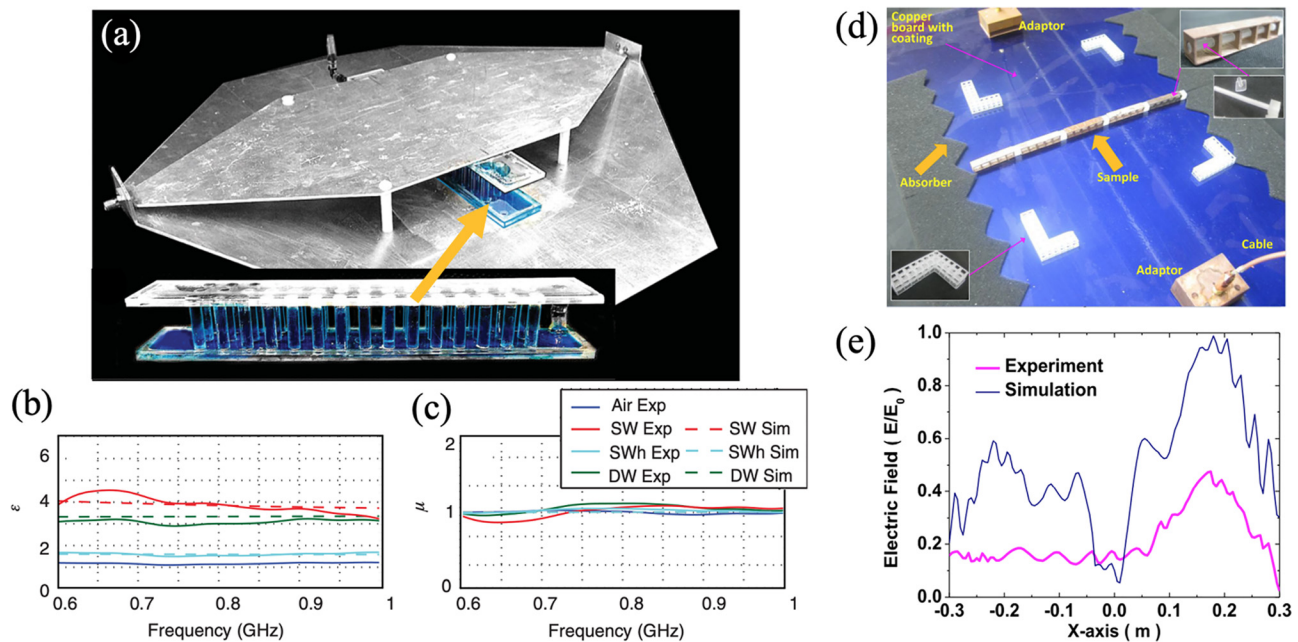 (a)
(d)
Copper
board with
coating
Adaptor
Absorber
Sample
Adaptor
Cable
(b)
6
4
2
0
ε
0.6 0.7 0.8 0.9 1
Frequency (GHz)
(c)
2
1
0
μ
0.6 0.7 0.8 0.9 1
Frequency (GHz)
Air Exp
SW Exp SW Sim
SWh Exp SWh Sim
DW Exp DW Sim
(e)
1.0
0.8
0.6
0.4
0.2
0.0
Electric Field ( E/E0 )
Experiment
Simulation
-0.3 -0.2 -0.1 0.0 0.1 0.2 0.3
X-axis ( m )